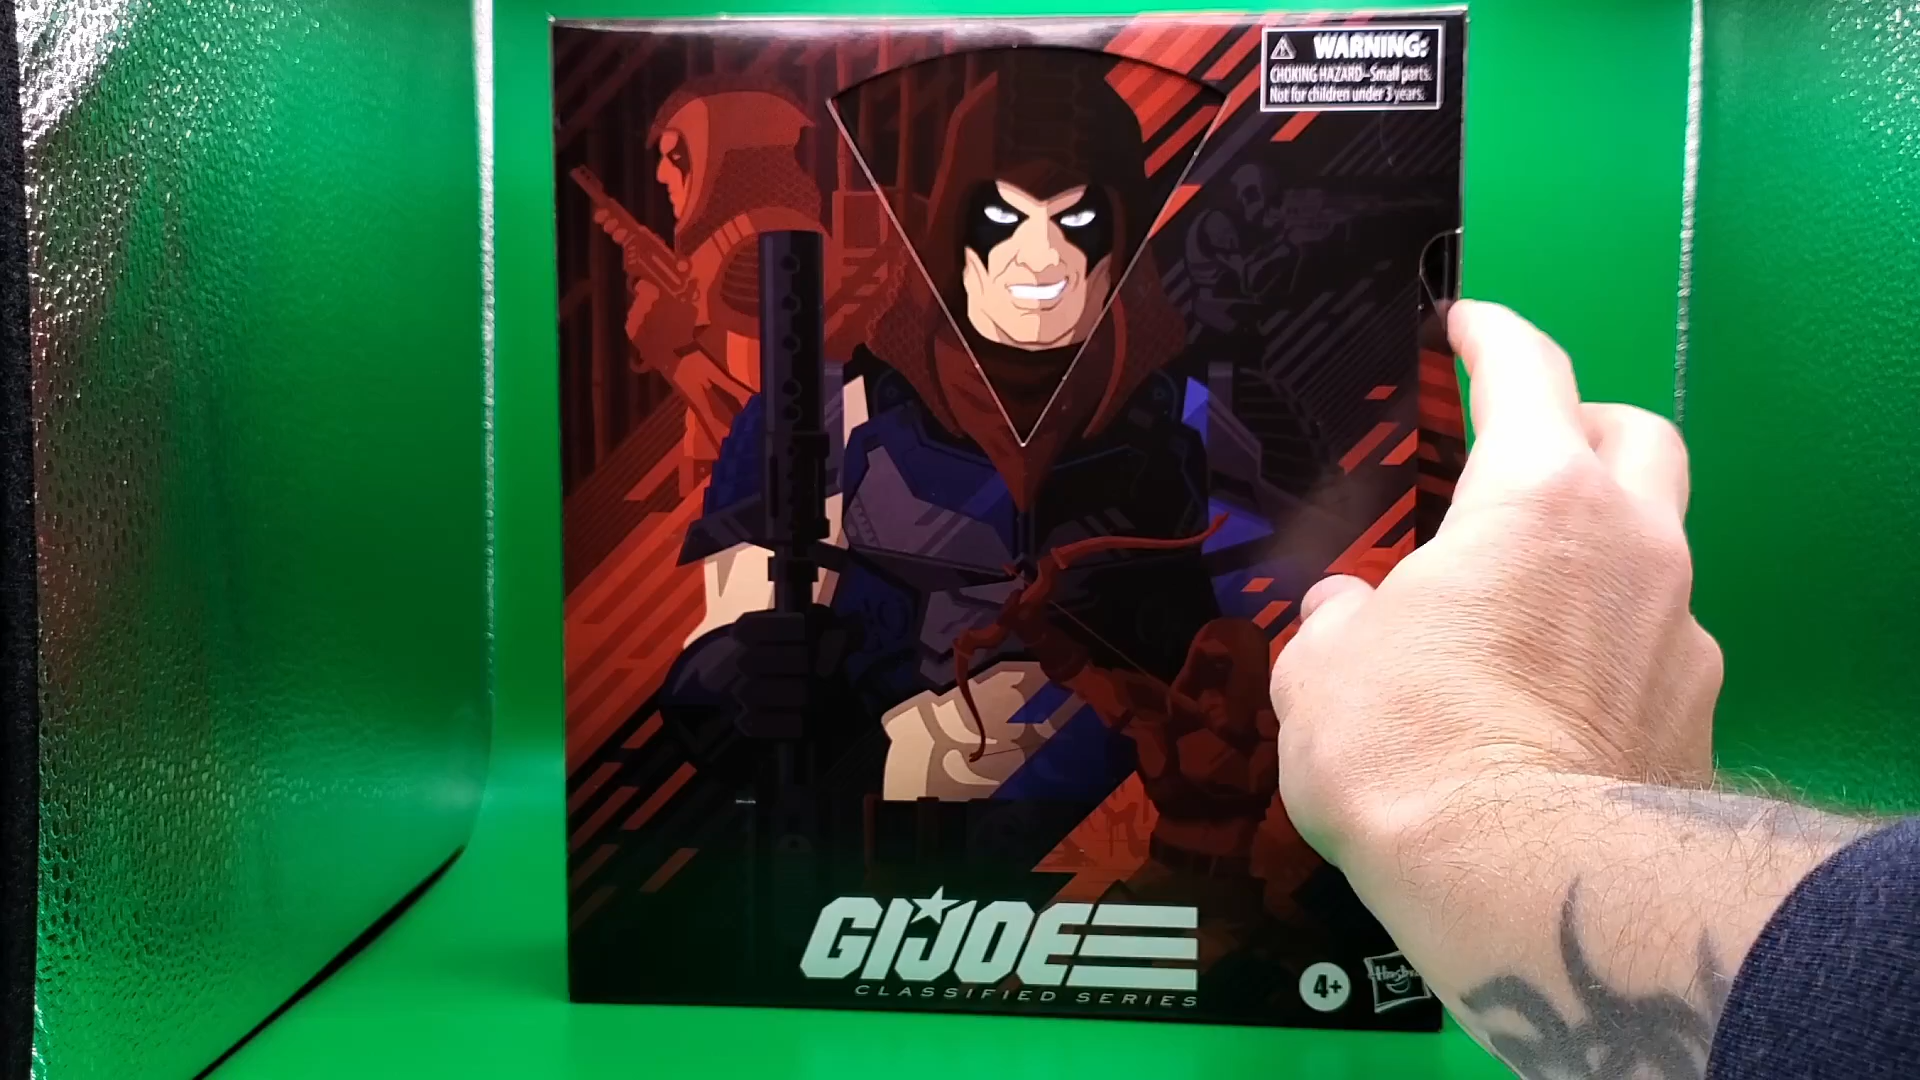 WARNING:
CHOKING HAZARD–Small parts.
Not for children under 3 years.
GI JOE
CLASSIFIED SERIES
4+
Hasbro